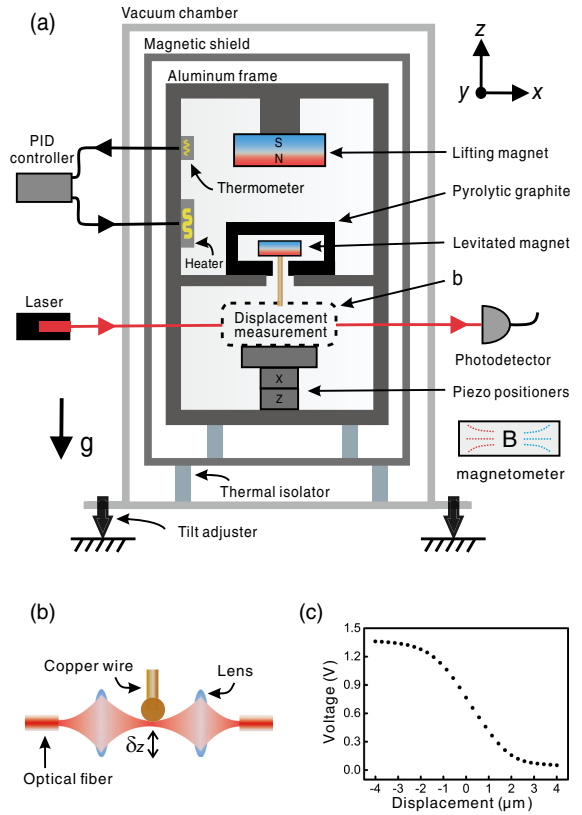 (a)
Vacuum chamber
Magnetic shield
Aluminum frame
z
y
x
PID
controller
S
N
Lifting magnet
Thermometer
Pyrolytic graphite
Heater
Levitated magnet
b
Laser
Displacement
measurement
Photodetector
X
Z
Piezo positioners
g
B
magnetometer
Thermal isolator
Tilt adjuster
(b)
Copper wire
Lens
δz
Optical fiber
(c)
Voltage (V)
1.5
1.2
0.9
0.6
0.3
0.0
-4 -3 -2 -1 0 1 2 3 4
Displacement (μm)